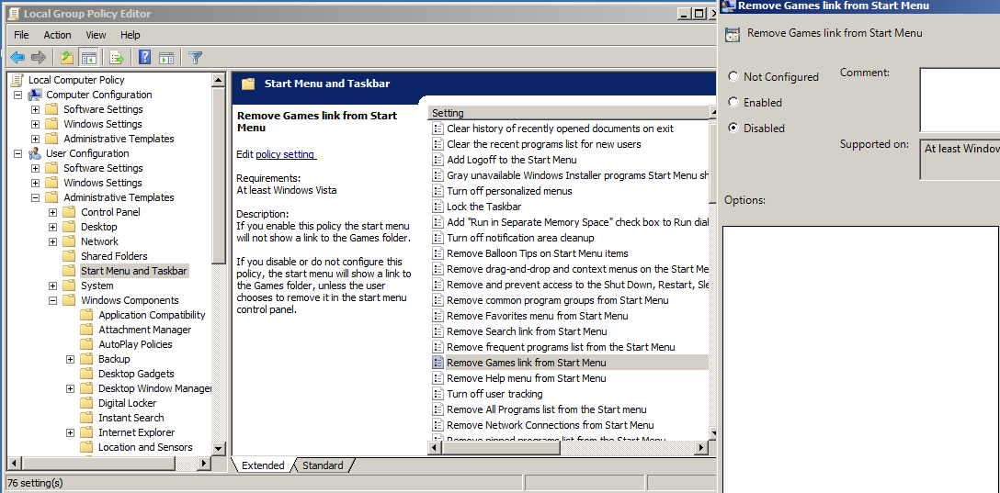 Local Group Policy Editor
File Action View Help
Local Computer Policy
Computer Configuration
Software Settings
Windows Settings
Administrative Templates
User Configuration
Software Settings
Windows Settings
Administrative Templates
Control Panel
Desktop
Network
Shared Folders
Start Menu and Taskbar
System
Windows Components
Application Compatibility
Attachment Manager
AutoPlay Policies
Backup
Desktop Gadgets
Desktop Window Manager
Digital Locker
Instant Search
Internet Explorer
Location and Sensors
76 setting(s)
Start Menu and Taskbar
Remove Games link from Start
Menu
Edit policy setting
Requirements:
At least Windows Vista
Description:
If you enable this policy the start menu
will not show a link to the Games folder.
If you disable or do not configure this
policy, the start menu will show a link to
the Games folder, unless the user
chooses to remove it in the start menu
control panel.
Setting
Clear history of recently opened documents on exit
Clear the recent programs list for new users
Add Logoff to the Start Menu
Gray unavailable Windows Installer programs Start Menu sh
Turn off personalized menus
Lock the Taskbar
Add "Run in Separate Memory Space" check box to Run dial
Turn off notification area cleanup
Remove Balloon Tips on Start Menu items
Remove drag-and-drop and context menus on the Start Me
Remove and prevent access to the Shut Down, Restart, Sle
Remove common program groups from Start Menu
Remove Favorites menu from Start Menu
Remove Search link from Start Menu
Remove frequent programs list from the Start Menu
Remove Games link from Start Menu
Remove Help menu from Start Menu
Turn off user tracking
Remove All Programs list from the Start menu
Remove Network Connections from Start Menu
Remove pinned programs list from the Start Menu
Extended Standard
Remove Games link from Start Menu
Remove Games link from Start Menu
Not Configured
Comment:
Enabled
Disabled
Supported on:
At least Window
Options: